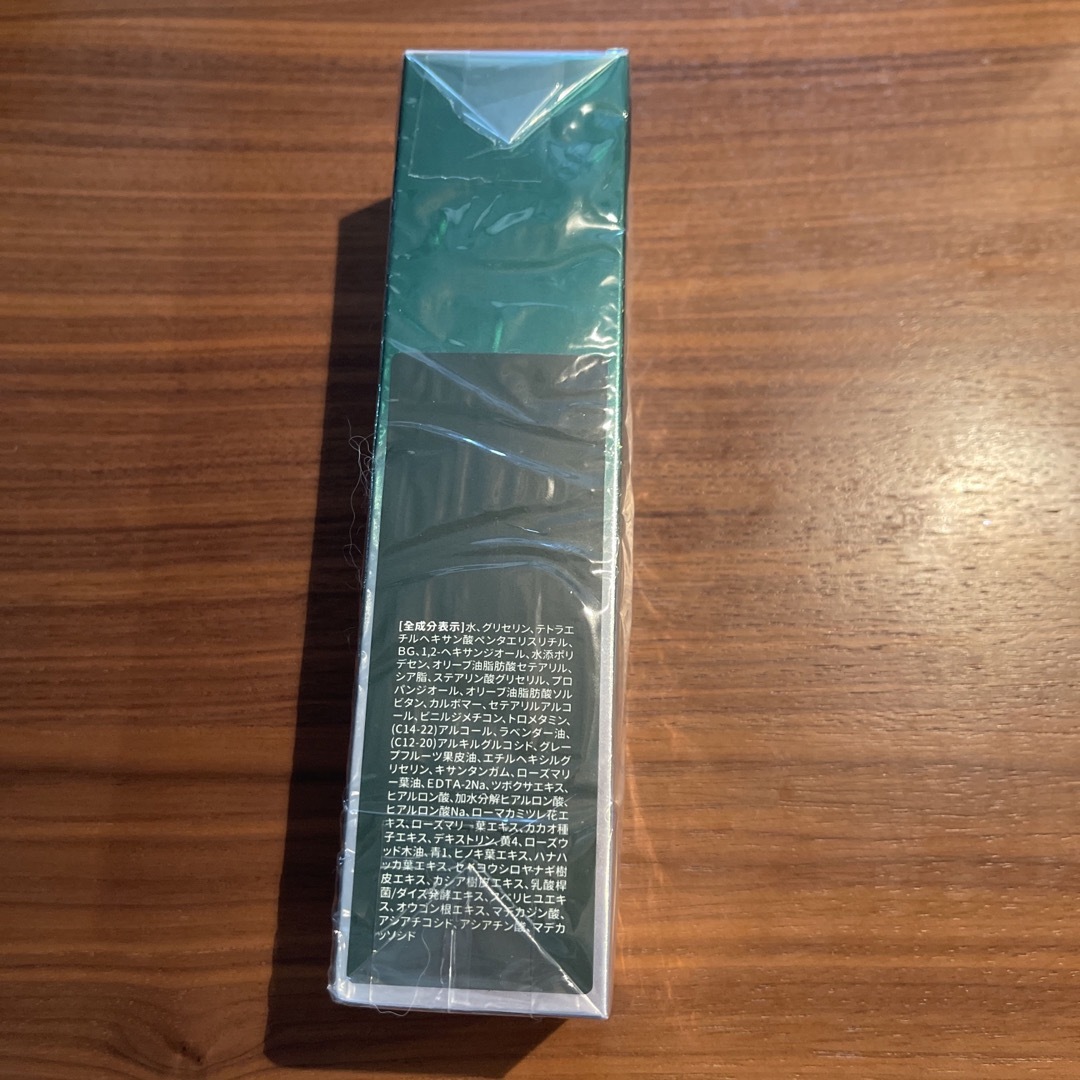 [全成分表示]水、グリセリン、テトラエ
チルヘキサン酸ペンタエリスリチル、
BG、1,2-ヘキサンジオール、水添ポリ
デセン、オリーブ油脂肪酸セテアリル、
シア脂、ステアリン酸グリセリル、プロ
パンジオール、オリーブ油脂肪酸ソル
ビタン、カルボマー、セテアリルアルコ
ール、ビニルジメチコン、トロメタミン、
(C14-22)アルコール、ラベンダー油、
(C12-20)アルキルグルコシド、グレー
プフルーツ果皮油、エチルヘキシルグ
リセリン、キサンタンガム、ローズマリ
ー葉油、EDTA-2Na、ツボクサエキス、
ヒアルロン酸、加水分解ヒアルロン酸、
ヒアルロン酸Na、ローマカミツレ花エ
キス、ローズマリー葉エキス、カカオ種
子エキス、デキストリン、黄4、ローズウ
ッド木油、青1、ヒノキ葉エキス、ハナハ
ッカ葉エキス、セイヨウシロヤナギ樹
皮エキス、カシア樹皮エキス、乳酸桿
菌/ダイズ発酵エキス、スベリヒユエキ
ス、オウゴン根エキス、マデカシン酸、
アシアチコシド、アシアチン酸、マデカ
ッソシド